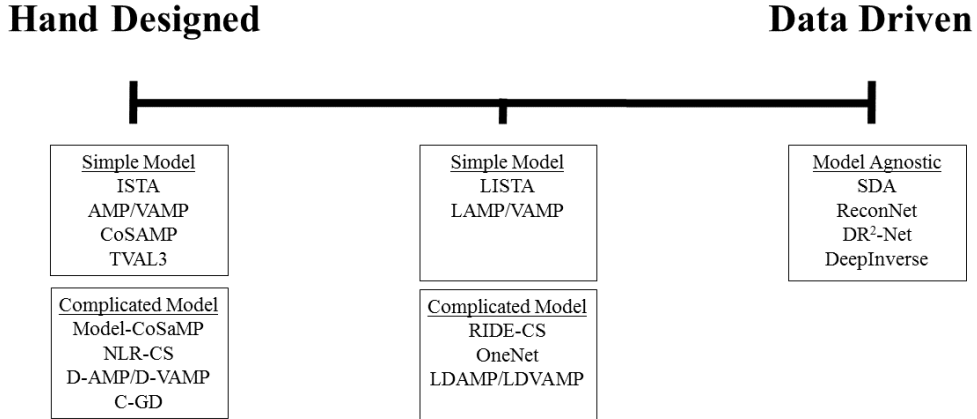 Hand Designed
Data Driven
Simple Model
ISTA
AMP/VAMP
CoSAMP
TVAL3
Complicated Model
Model-CoSaMP
NLR-CS
D-AMP/D-VAMP
C-GD
Simple Model
LISTA
LAMP/VAMP
Complicated Model
RIDE-CS
OneNet
LDAMP/LDVAMP
Model Agnostic
SDA
ReconNet
DR²-Net
DeepInverse